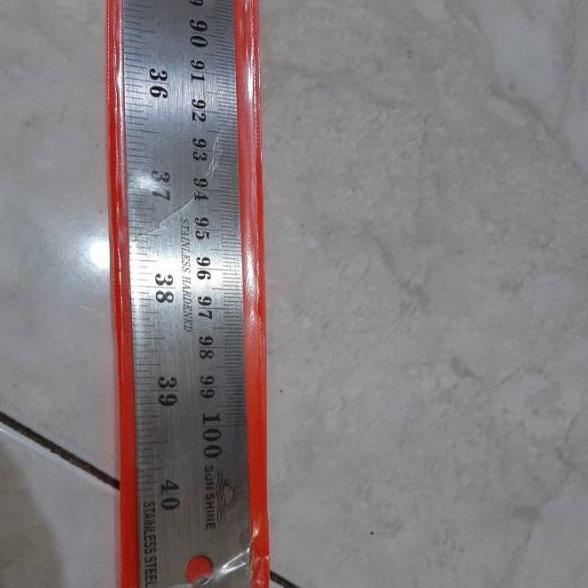 90 91 92 93 94 95 96 97 98 99 100
SUN SHINE
STAINLESS HARDENED
36 37 38 39 40
STAINLESS STEEL